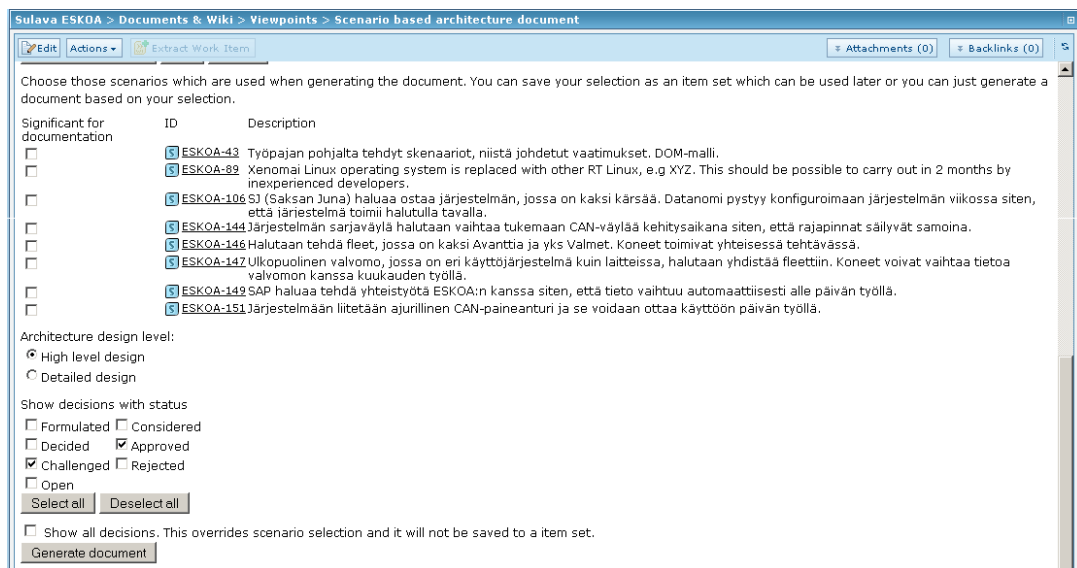 Sulava ESKOA > Documents & Wiki > Viewpoints > Scenario based architecture document
Edit Actions Extract Work Item Attachments (0) Backlinks (0)
Choose those scenarios which are used when generating the document. You can save your selection as an item set which can be used later or you can just generate a
document based on your selection.
Significant for ID Description
documentation
ESKOA-43 Työpajan pohjalta tehdyt skenaariot, niistä johdetut vaatimukset. DOM-malli.
ESKOA-89 Xenomai Linux operating system is replaced with other RT Linux, e.g XYZ. This should be possible to carry out in 2 months by
inexperienced developers.
ESKOA-106 SJ (Saksan Juna) haluaa ostaa järjestelmän, jossa on kaksi kärsää. Datanomi pystyy konfiguroimaan järjestelmän viikossa siten,
että järjestelmä toimii halutulla tavalla.
ESKOA-144 Järjestelmän sarjaväylä halutaan vaihtaa tukemaan CAN-väylää kehitysaikana siten, että rajapinnat säilyvät samoina.
ESKOA-146 Halutaan tehdä fleet, jossa on kaksi Avanttia ja yks Valmet. Koneet toimivat yhteisessä tehtävässä.
ESKOA-147 Ulkopuolinen valvomo, jossa on eri käyttöjärjestelmä kuin laitteissa, halutaan yhdistää fleettiin. Koneet voivat vaihtaa tietoa
valvomon kanssa kuukauden työllä.
ESKOA-149 SAP haluaa tehdä yhteistyötä ESKOA:n kanssa siten, että tieto vaihtuu automaattiisesti alle päivän työllä.
ESKOA-151 Järjestelmään liitetään ajurillinen CAN-paineanturi ja se voidaan ottaa käyttöön päivän työllä.
Architecture design level:
High level design
Detailed design
Show decisions with status
Formulated Considered
Decided Approved
Challenged Rejected
Open
Select all Deselect all
Show all decisions. This overrides scenario selection and it will not be saved to a item set.
Generate document